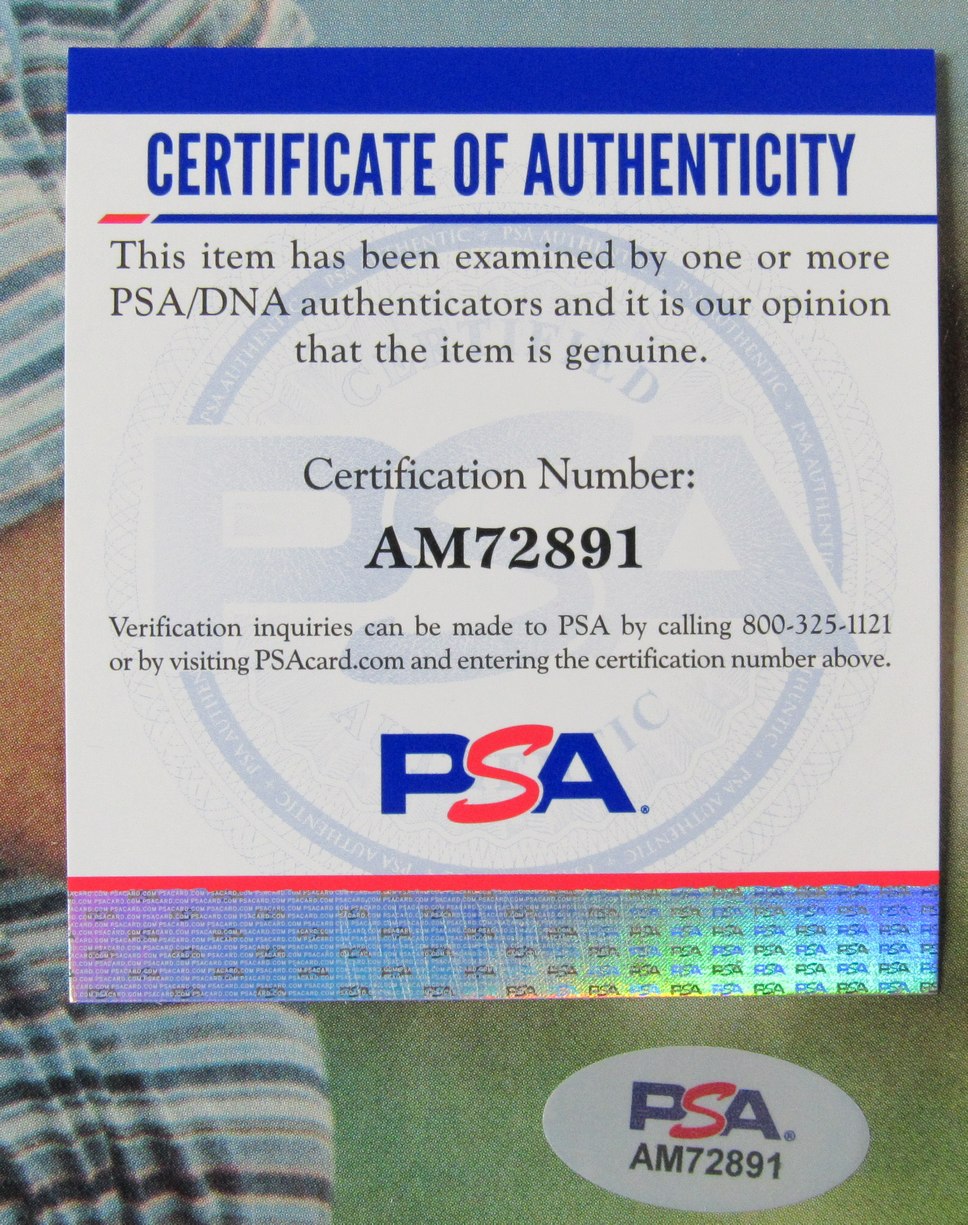 CERTIFICATE OF AUTHENTICITY
This item has been examined by one or more
PSA/DNA authenticators and it is our opinion
that the item is genuine.
CERTIFIED
PSA
Certification Number:
AM72891
Verification inquiries can be made to PSA by calling 800-325-1121
or by visiting PSAcard.com and entering the certification number above.
PSA®
PSA®
AM72891